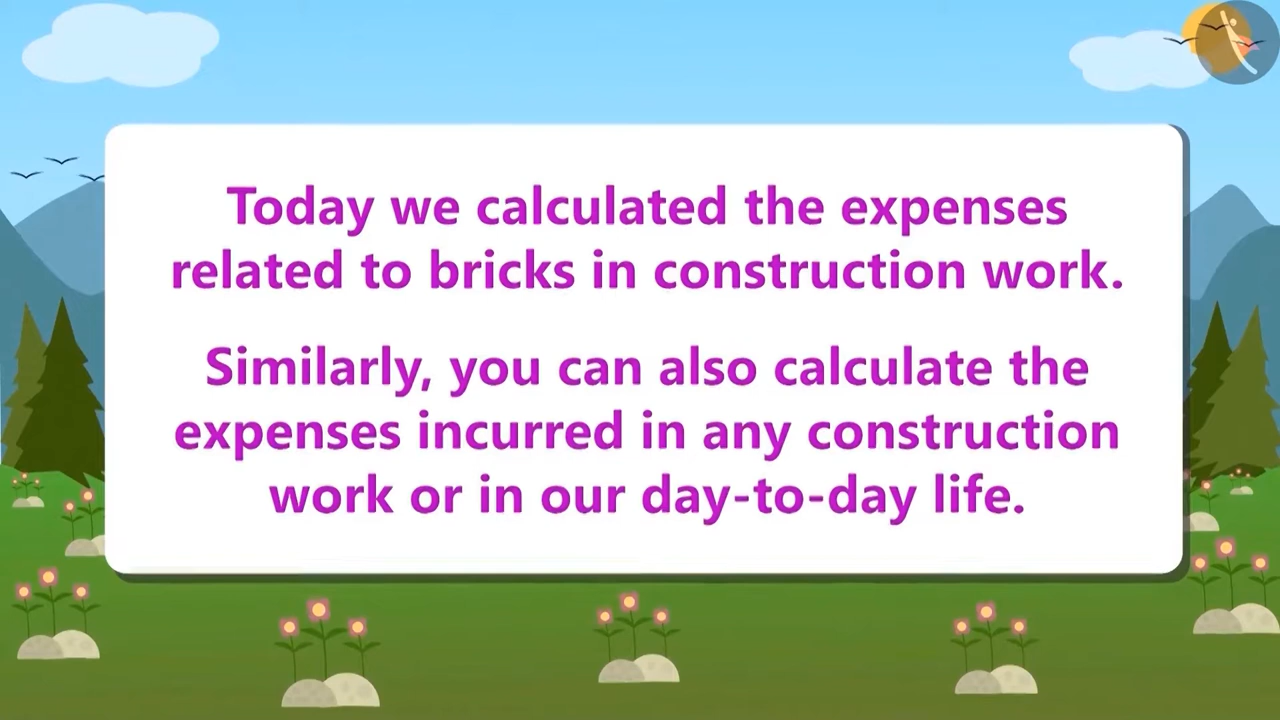 Today we calculated the expenses
related to bricks in construction work.
Similarly, you can also calculate the
expenses incurred in any construction
work or in our day-to-day life.